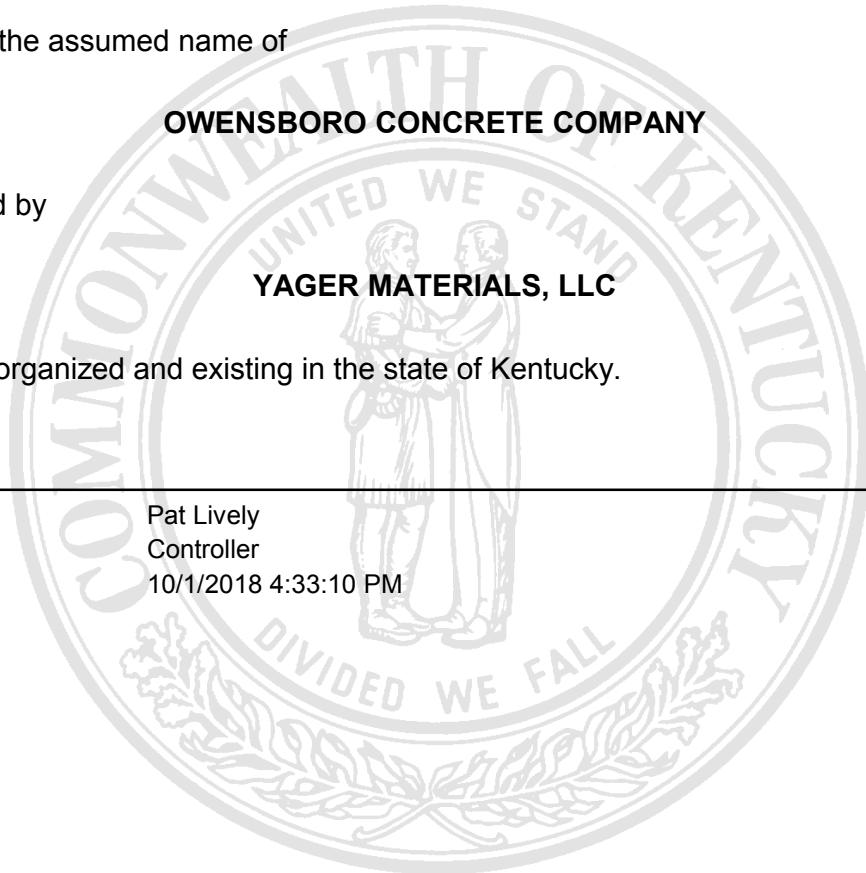 the assumed name of
OWENSBORO CONCRETE COMPANY
d by
YAGER MATERIALS, LLC
organized and existing in the state of Kentucky.
Pat Lively
Controller
10/1/2018 4:33:10 PM
COMMONWEALTH OF KENTUCKY
UNITED WE STAND
DIVIDED WE FALL